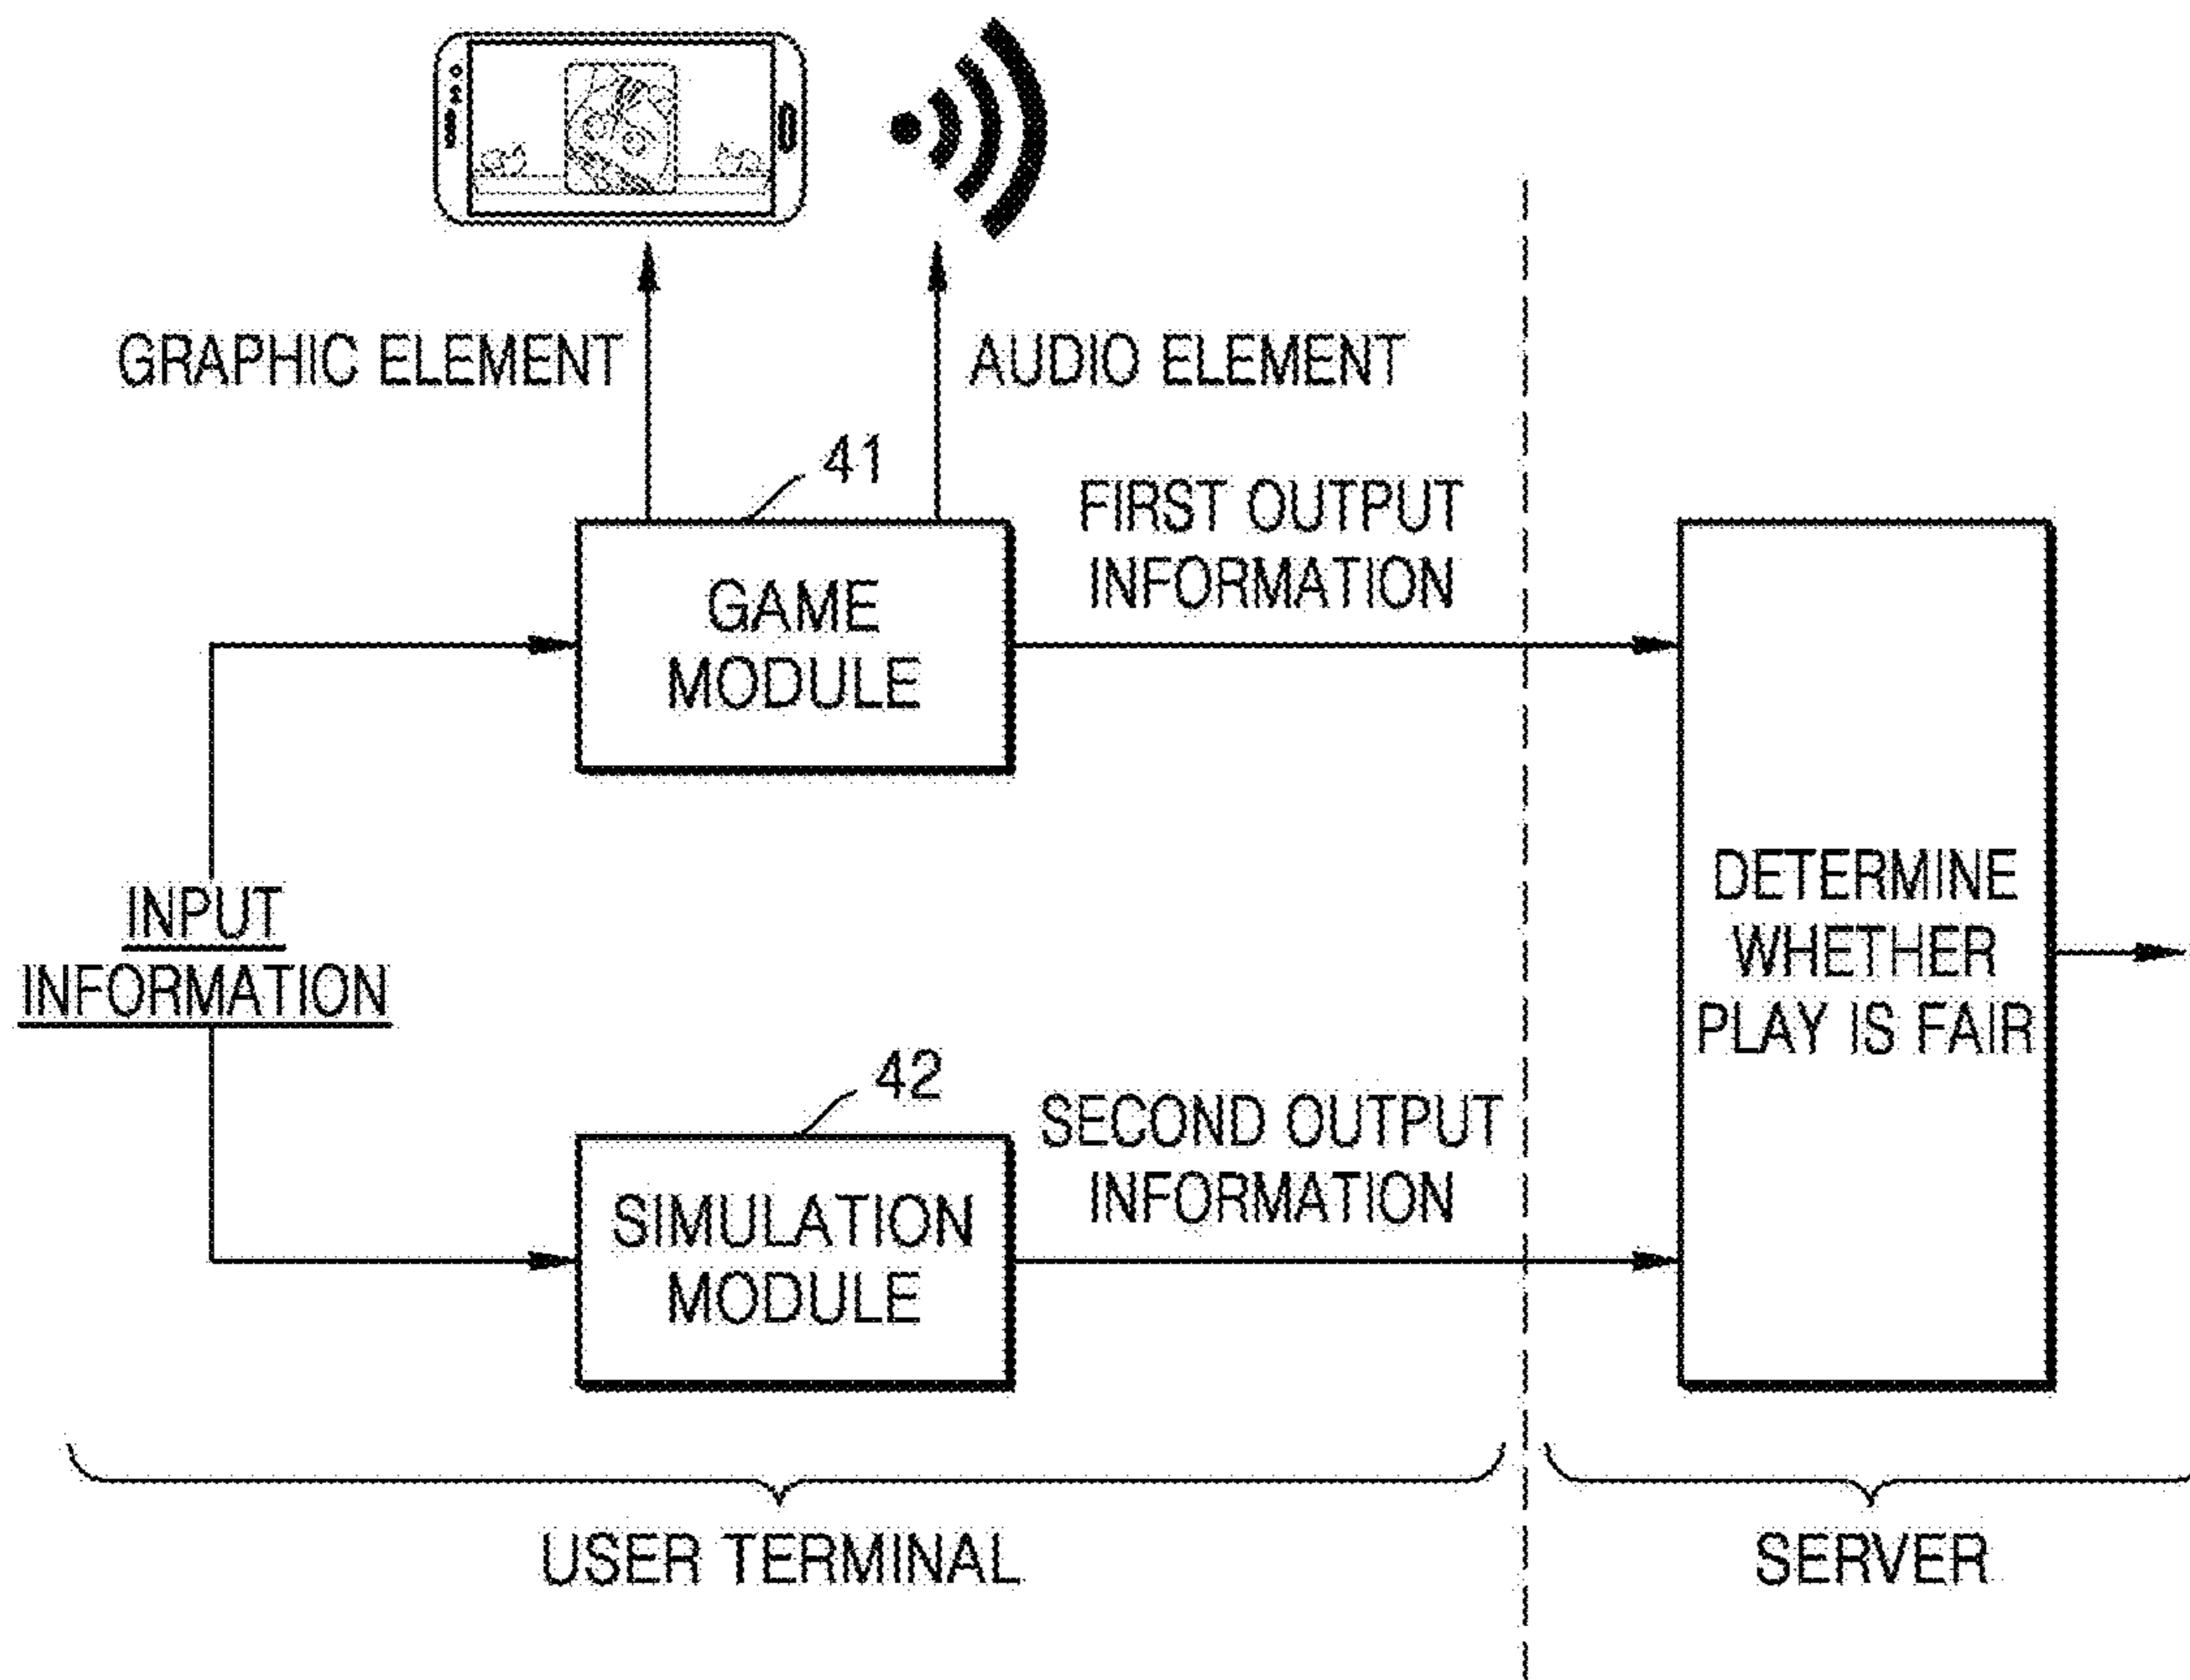 GRAPHIC ELEMENT
AUDIO ELEMENT
41
FIRST OUTPUT
INFORMATION
GAME
MODULE
INPUT
INFORMATION
DETERMINE
WHETHER
PLAY IS FAIR
42
SECOND OUTPUT
INFORMATION
SIMULATION
MODULE
USER TERMINAL
SERVER